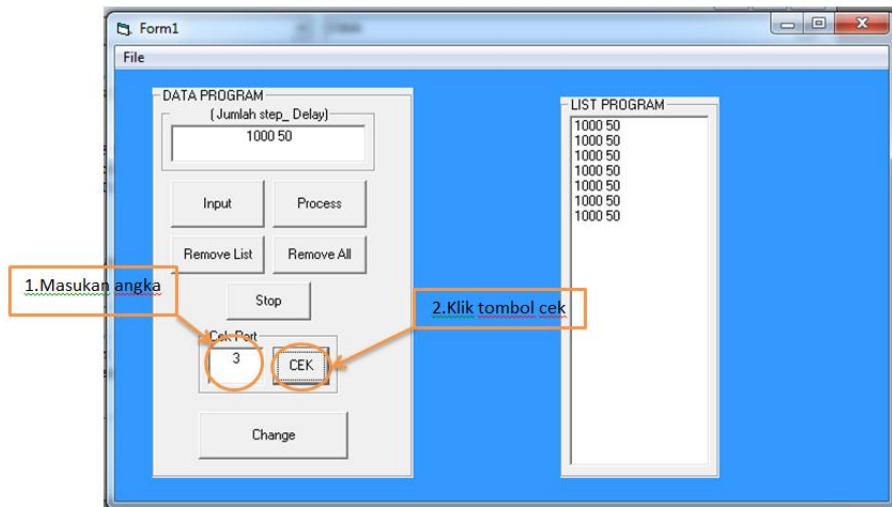 Form1
File
DATA PROGRAM
(Jumlah step_ Delay)
1000 50
Input
Process
Remove List
Remove All
Stop
Cek Port
3
CEK
Change
LIST PROGRAM
1000 50
1000 50
1000 50
1000 50
1000 50
1000 50
1000 50
1.Masukan angka
2.Klik tombol cek